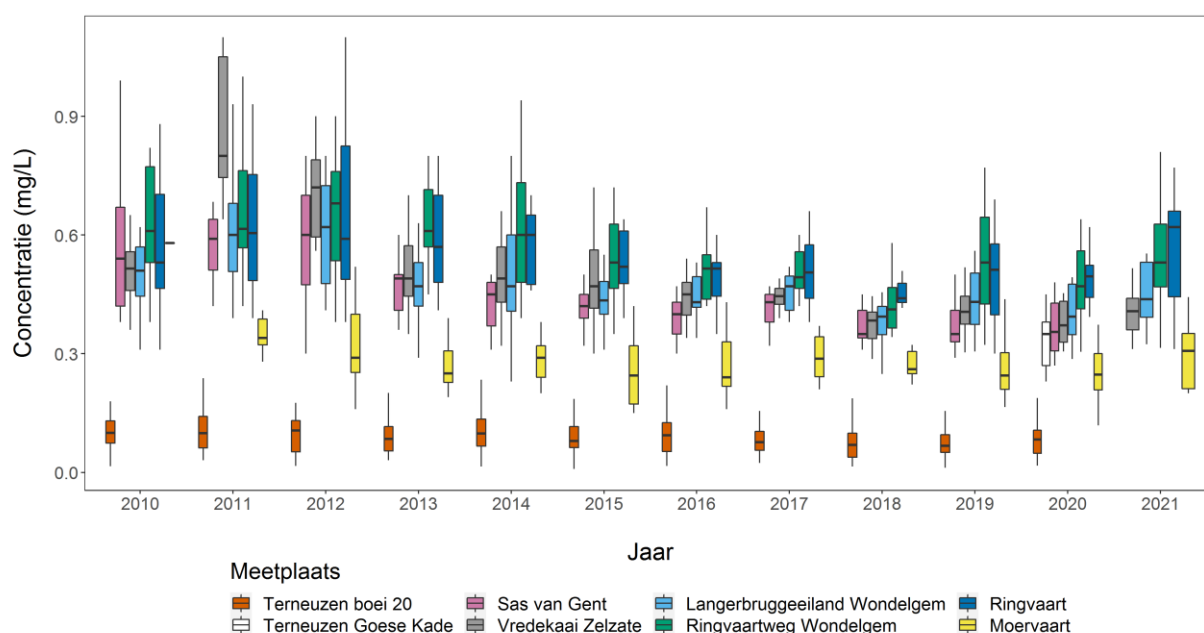 Concentratie (mg/L)
0.9
0.6
0.3
0.0
2010 2011 2012 2013 2014 2015 2016 2017 2018 2019 2020 2021
Jaar
Meetplaats
Terneuzen boei 20 Sas van Gent Langerbruggeeiland Wondelgem Ringvaart
Terneuzen Goese Kade Vredekaai Zelzate Ringvaartweg Wondelgem Moervaart